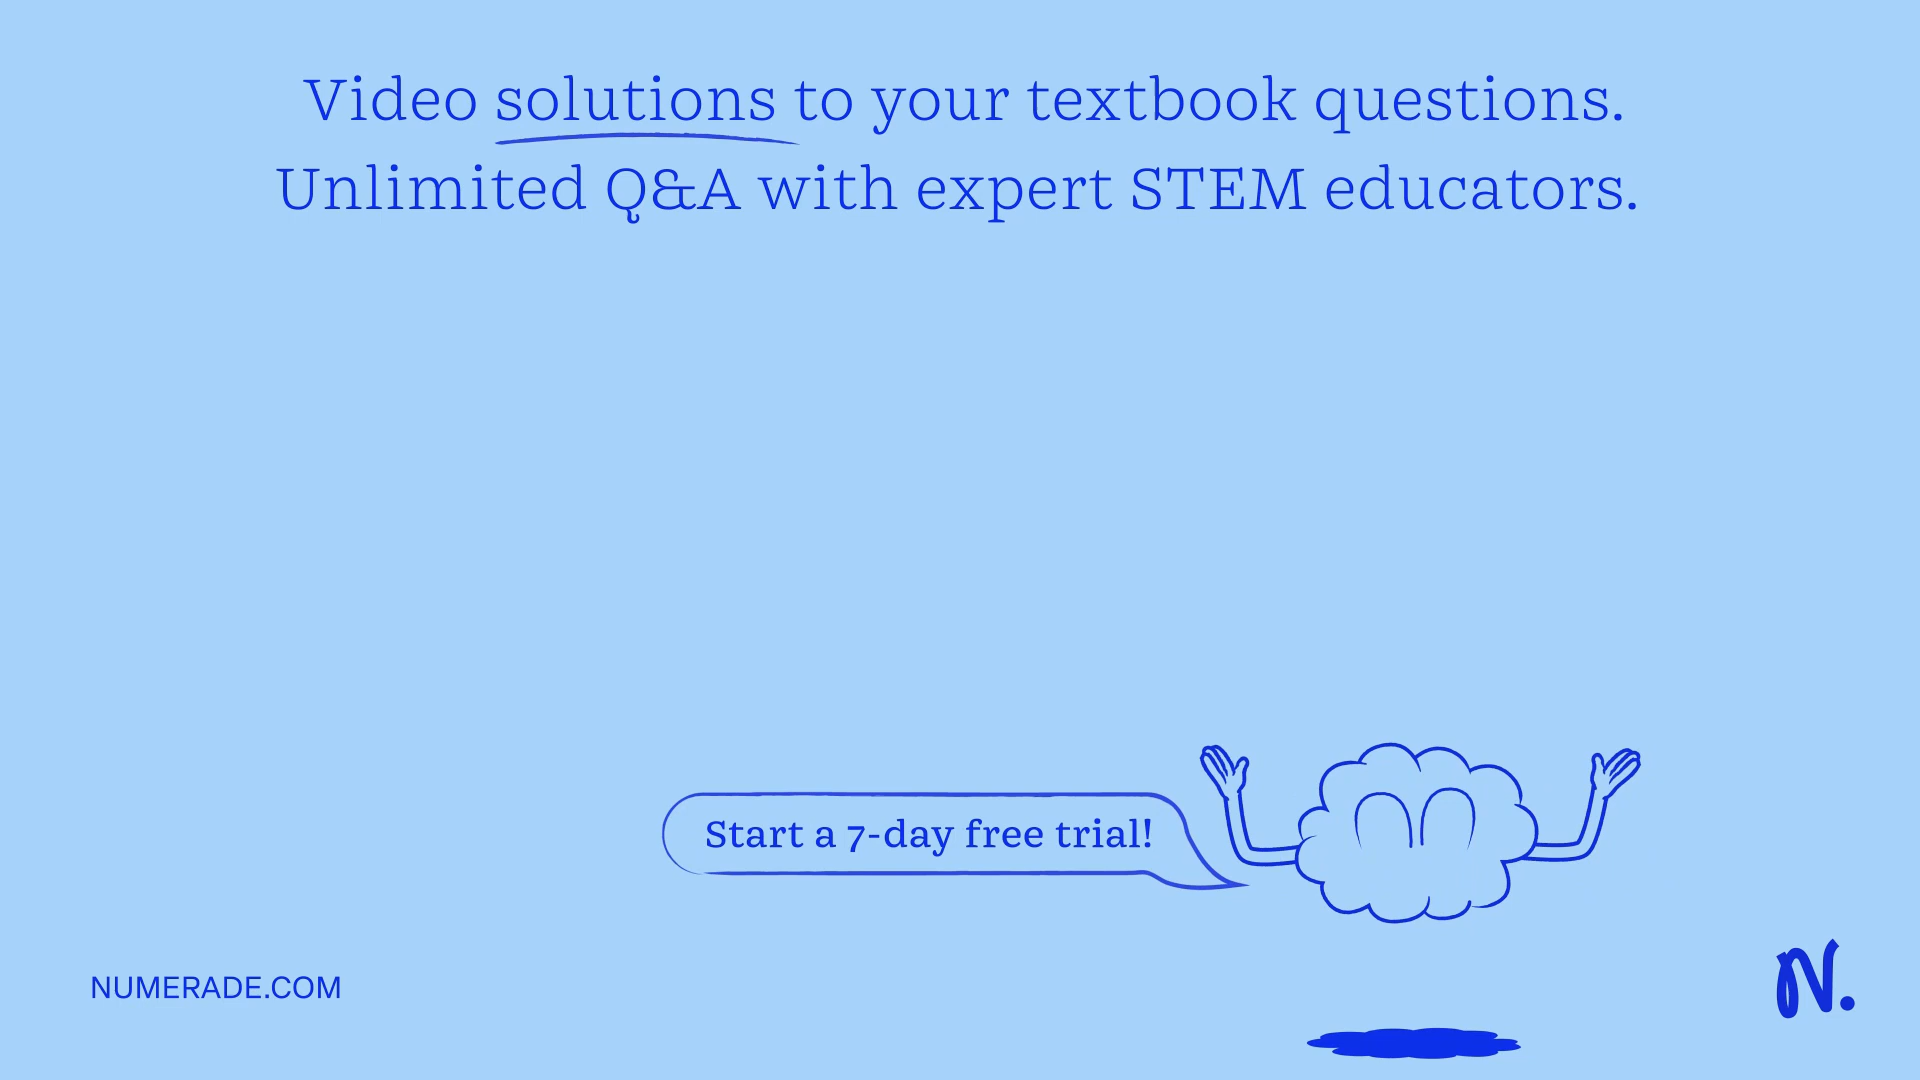 Video solutions to your textbook questions.
Unlimited Q&A with expert STEM educators.
Start a 7-day free trial!
NUMERADE.COM
N.